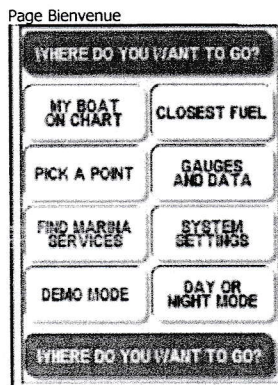 Page Bienvenue
WHERE DO YOU WANT TO GO?
MY BOAT
ON CHART
CLOSEST FUEL
PICK A POINT
GAUGES
AND DATA
FIND MARINA
SERVICES
SYSTEM
SETTINGS
DEMO MODE
DAY OR
NIGHT MODE
WHERE DO YOU WANT TO GO?